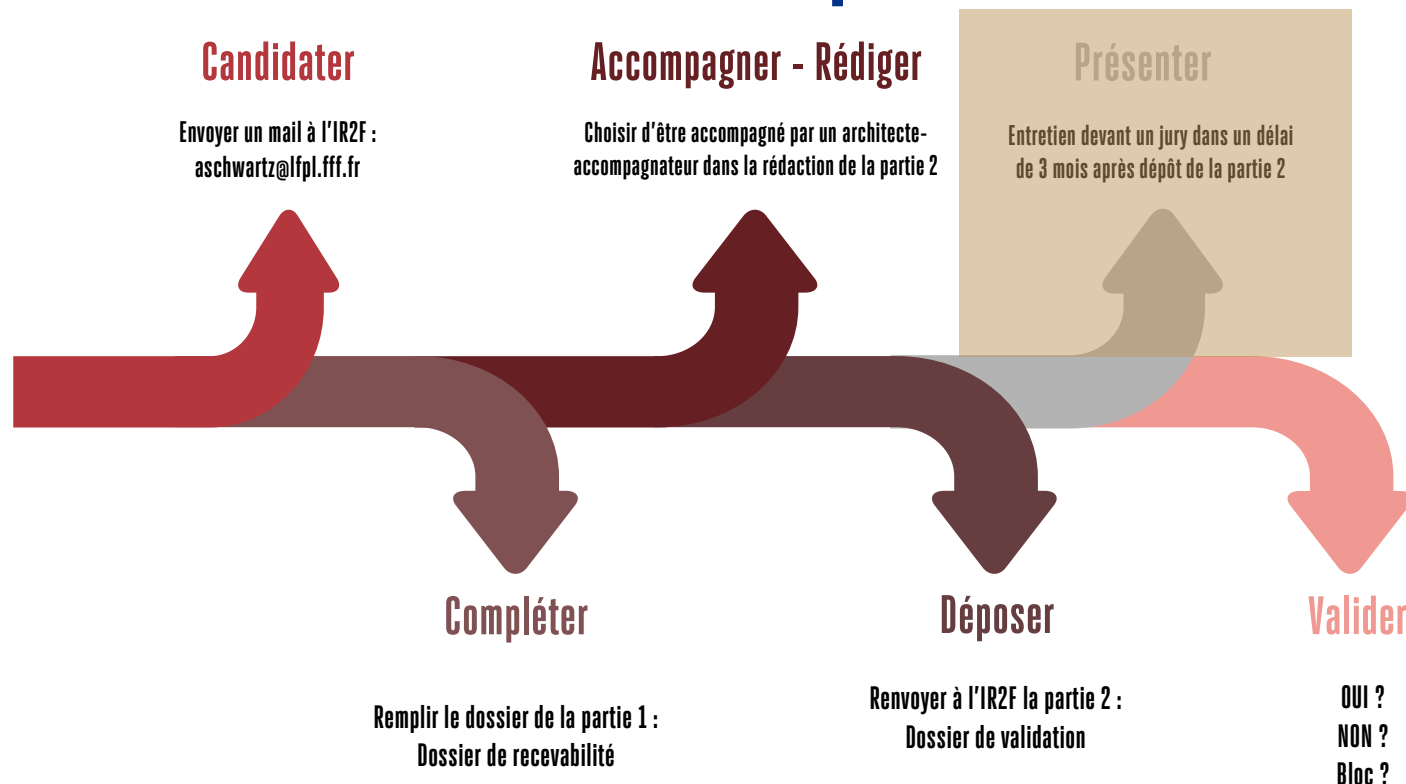 Candidater
Envoyer un mail à l'IR2F :
aschwartz@lfpl.fff.fr
Accompagner - Rédiger
Choisir d'être accompagné par un architecte-
accompagnateur dans la rédaction de la partie 2
Présenter
Entretien devant un jury dans un délai
de 3 mois après dépôt de la partie 2
Compléter
Remplir le dossier de la partie 1 :
Dossier de recevabilité
Déposer
Renvoyer à l'IR2F la partie 2 :
Dossier de validation
Valider
OUI ?
NON ?
Bloc ?